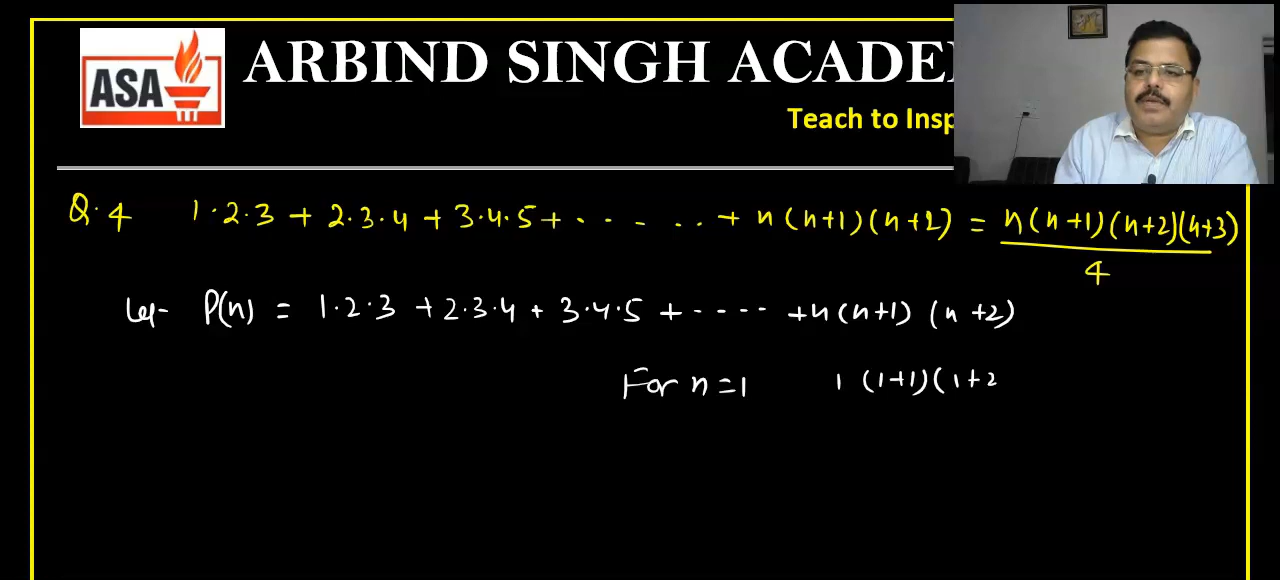 ASA
ARBIND SINGH ACADE
Teach to Insp
Q.4 1.2.3 + 2.3.4 + 3.4.5 + ...... + n(n+1)(n+2) = n(n+1)(n+2)(n+3)
4
Let P(n) = 1.2.3 + 2.3.4 + 3.4.5 + ..... + n(n+1)(n+2)
For n=1 1(1+1)(1+2